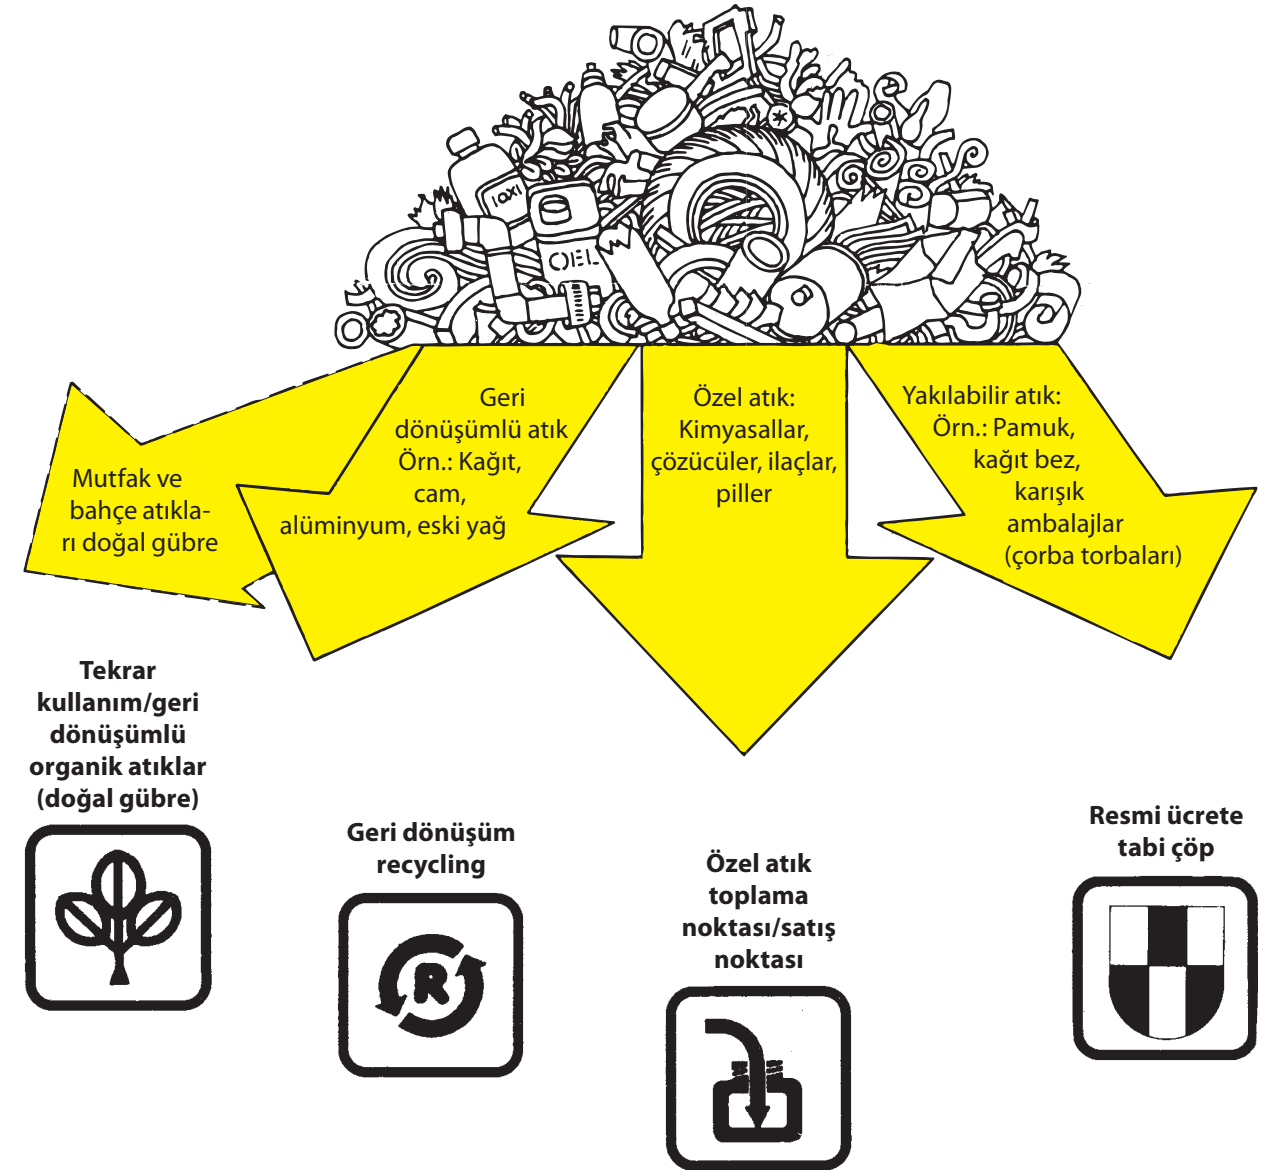 IOXI
OEL
Mutfak ve
bahçe atıkla-
rı doğal gübre
Geri
dönüşümlü atık
Örn.: Kağıt,
cam,
alüminyum, eski yağ
Özel atık:
Kimyasallar,
çözücüler, ilaçlar,
piller
Yakılabilir atık:
Örn.: Pamuk,
kağıt bez,
karışık
ambalajlar
(çorba torbaları)
Tekrar
kullanım/geri
dönüşümlü
organik atıklar
(doğal gübre)
Geri dönüşüm
recycling
R
Özel atık
toplama
noktası/satış
noktası
Resmi ücrete
tabi çöp